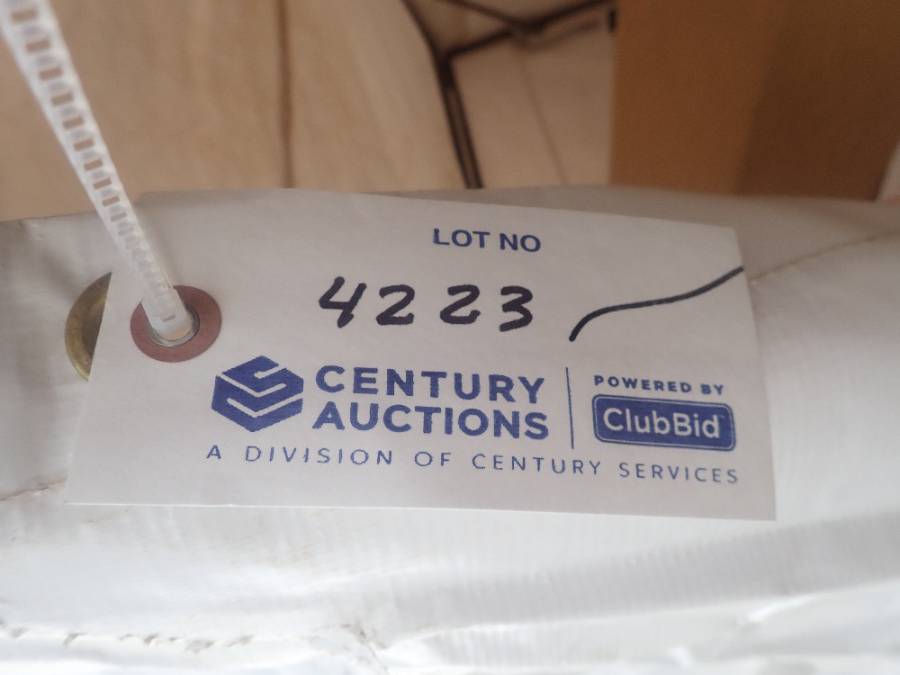 LOT NO
4223
CENTURY
AUCTIONS
POWERED BY
ClubBid
A DIVISION OF CENTURY SERVICES